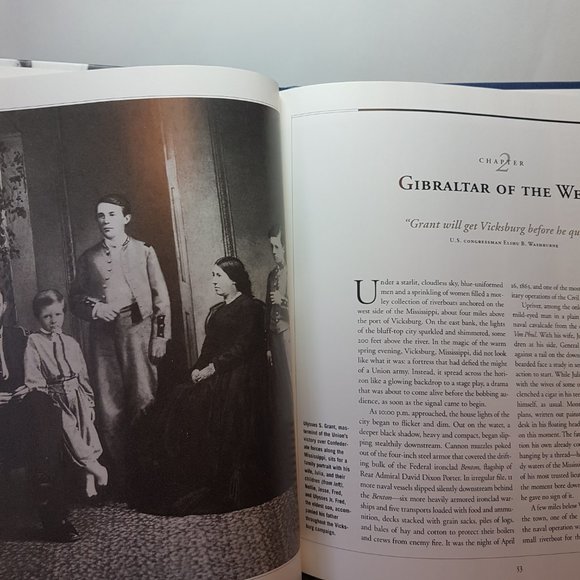 Ulysses S. Grant, mas-
termind of the Union's
victory over Confeder-
ate forces along the
Mississippi, sits for a
family portrait with his
wife, Julia, and their
children (from left)
Nellie, Jesse, Fred,
and Ulysses Jr. Fred,
the eldest son, accom-
panied his father
throughout the Vicks-
burg campaign.
CHAPTER
2
GIBRALTAR OF THE WE
"Grant will get Vicksburg before he qu
U.S. CONGRESSMAN ELIHU B. WASHBURNE
Under a starlit, cloudless sky, blue-uniformed
men and a sprinkling of women filled a mot-
ley collection of riverboats anchored on the
west side of the Mississippi, about four miles above
the port of Vicksburg. On the east bank, the lights
of the bluff-top city sparkled and shimmered, some
200 feet above the river. In the magic of the warm
spring evening, Vicksburg, Mississippi, did not look
like what it was: a fortress that had defied the might
of a Union army. Instead, it spread across the hori-
zon like a glowing backdrop to a stage play, a drama
that was about to come alive before the bobbing au-
dience, as soon as the signal came to begin.
As 10:00 p.m. approached, the house lights of the
city began to flicker and dim. Out on the water, a
deeper black shadow, heavy and compact, began slip-
ping stealthily downstream. Cannon muzzles poked
out of the four-inch steel armor that covered the drift-
ing bulk of the Federal ironclad Benton, flagship of
Rear Admiral David Dixon Porter. In irregular file, 11
more naval vessels slipped silently downstream behind
the Benton—six more heavily armored ironclad war-
ships and five transports loaded with food and ammu-
nition, decks stacked with grain sacks, piles of logs,
and bales of hay and cotton to protect their boilers
and crews from enemy fire. It was the night of April
16, 1863, and one of the mo
itary operations of the Civi
Upriver, among the onlo
mild-eyed man in a plain
naval cavalcade from the
Von Phul. With his wife, J
dren at his side, General
against a rail on the down
bearded face a study in in
action to start. While Juli
with the wives of some o
clenched a cigar in his tee
himself, as usual. Mome
plans, written out pains
desk in his floating head
on this moment. The fat
tion his own already con
hanging by a thread—bu
dy waters of the Mississi
of his most trusted lieute
the moment bore down
he gave no sign of it.
A few miles below V
the town, one of the
the naval operation w
small riverboat for th
53